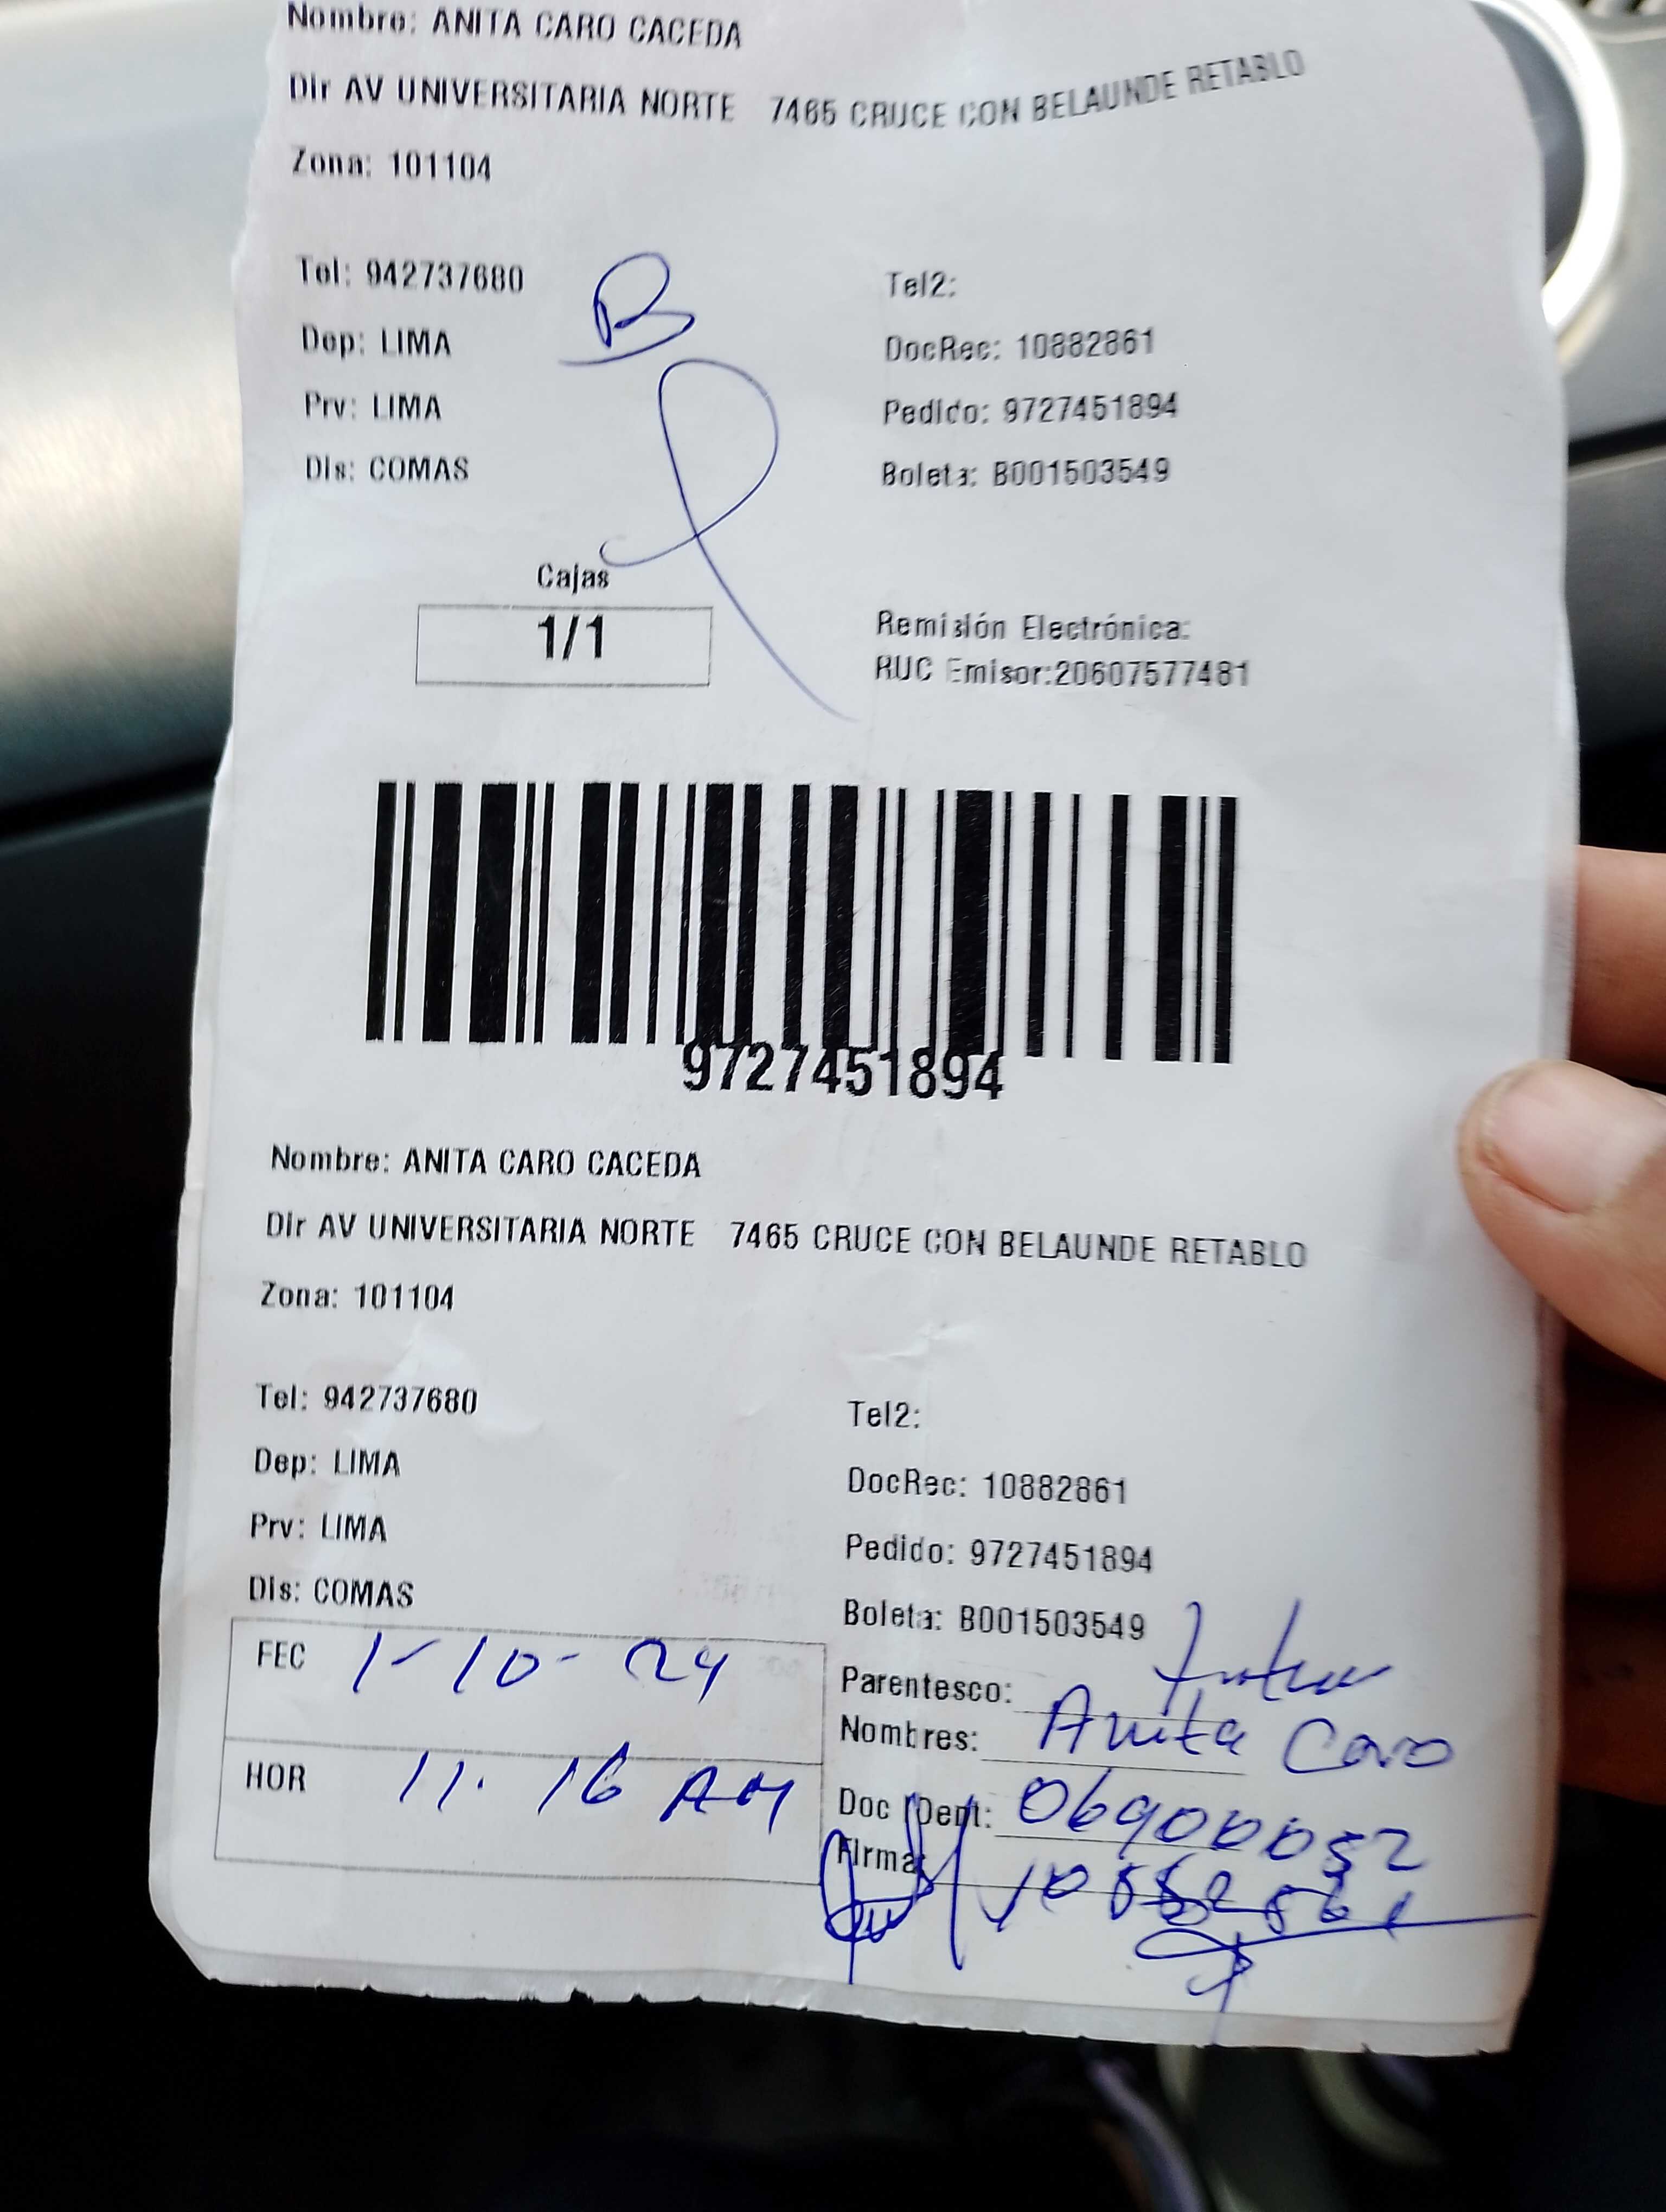 Nombre: ANITA CARO CACEDA
Dir AV UNIVERSITARIA NORTE 7465 CRUCE CON BELAUNDE RETABLO
Zona: 101104
Tel: 942737680
Tel2:
B
Dep: LIMA
DocRec: 10882861
Prv: LIMA
Pedido: 9727451894
Dis: COMAS
Boleta: B001503549
Cajas
1/1
Remisión Electrónica:
RUC Emisor:20607577481
9727451894
Nombre: ANITA CARO CACEDA
Dir AV UNIVERSITARIA NORTE 7465 CRUCE CON BELAUNDE RETABLO
Zona: 101104
Tel: 942737680
Tel2:
Dep: LIMA
DocRec: 10882861
Prv: LIMA
Pedido: 9727451894
Dis: COMAS
Boleta: B001503549
FEC 1-10-24
Parentesco:
Nombres: Anita Caro
HOR 11.16 AM
Doc Ident: 06900052
Firma: